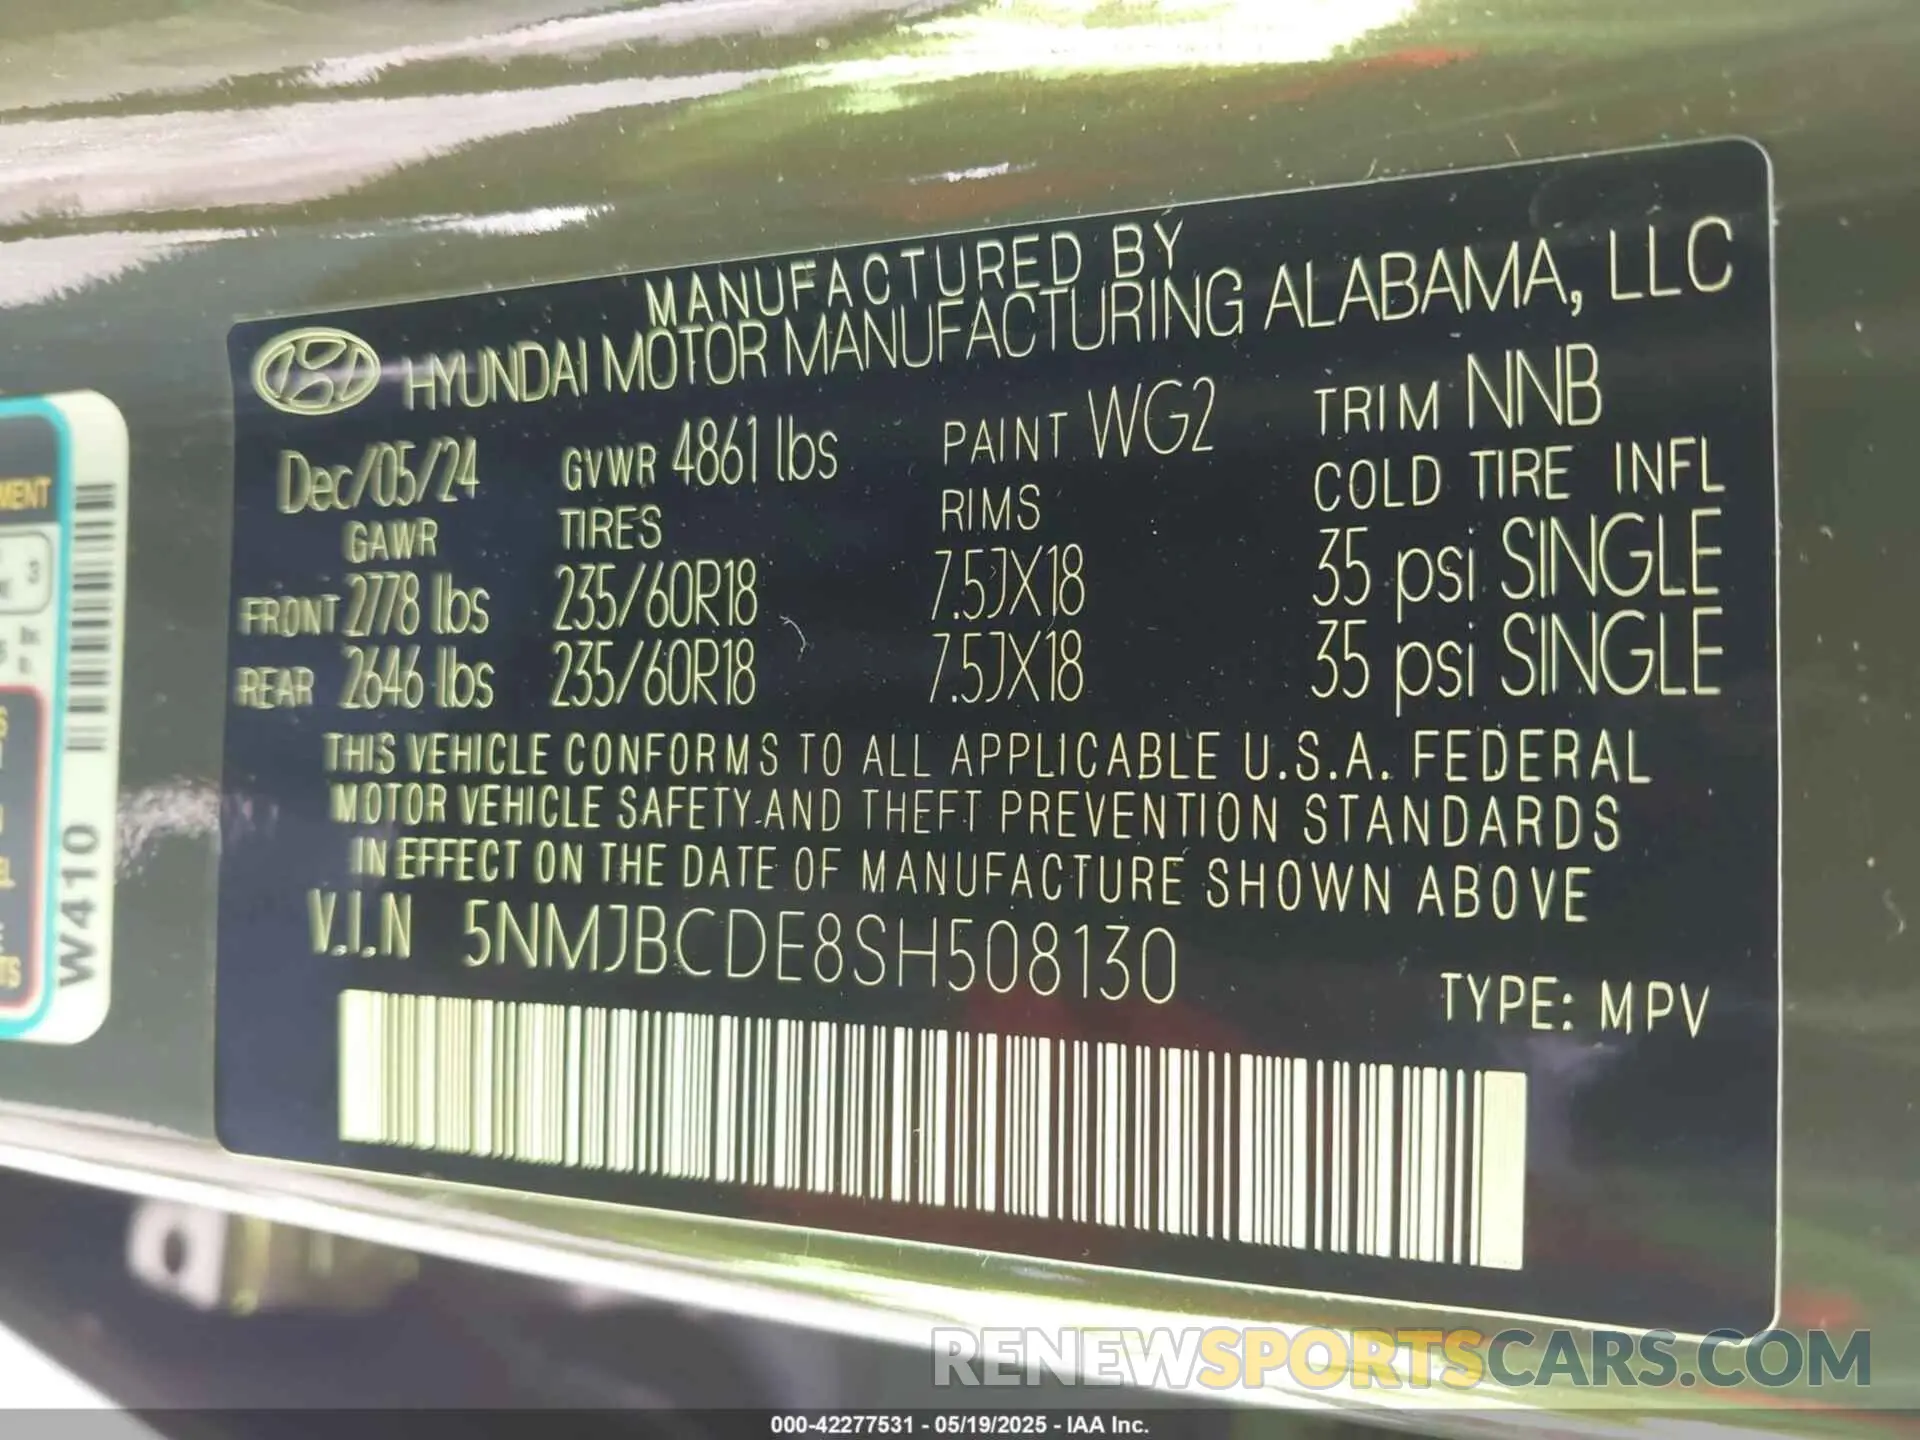 MANUFACTURED BY
HYUNDAI MOTOR MANUFACTURING ALABAMA, LLC
Dec/05/24 GVWR 4861 lbs PAINT WG2 TRIM NNB
GAWR TIRES RIMS COLD TIRE INFL
FRONT 2778 lbs 235/60R18 7.5JX18 35 psi SINGLE
REAR 2646 lbs 235/60R18 7.5JX18 35 psi SINGLE
THIS VEHICLE CONFORMS TO ALL APPLICABLE U.S.A. FEDERAL
MOTOR VEHICLE SAFETY AND THEFT PREVENTION STANDARDS
IN EFFECT ON THE DATE OF MANUFACTURE SHOWN ABOVE
V.I.N 5NMJBCDE8SH508130
TYPE: MPV
W410
3
RENEWSPORTSCARS.COM
000-42277531 - 05/19/2025 - IAA Inc.